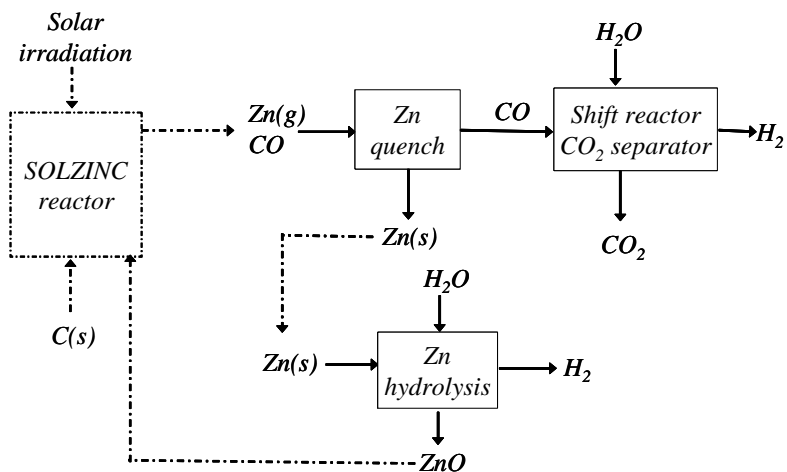 Solar
irradiation
H₂O
Zn(g)
CO
Zn
quench
CO
Shift reactor
CO₂ separator
H₂
SOLZINC
reactor
Zn(s)
CO₂
H₂O
C(s)
Zn(s)
Zn
hydrolysis
H₂
ZnO